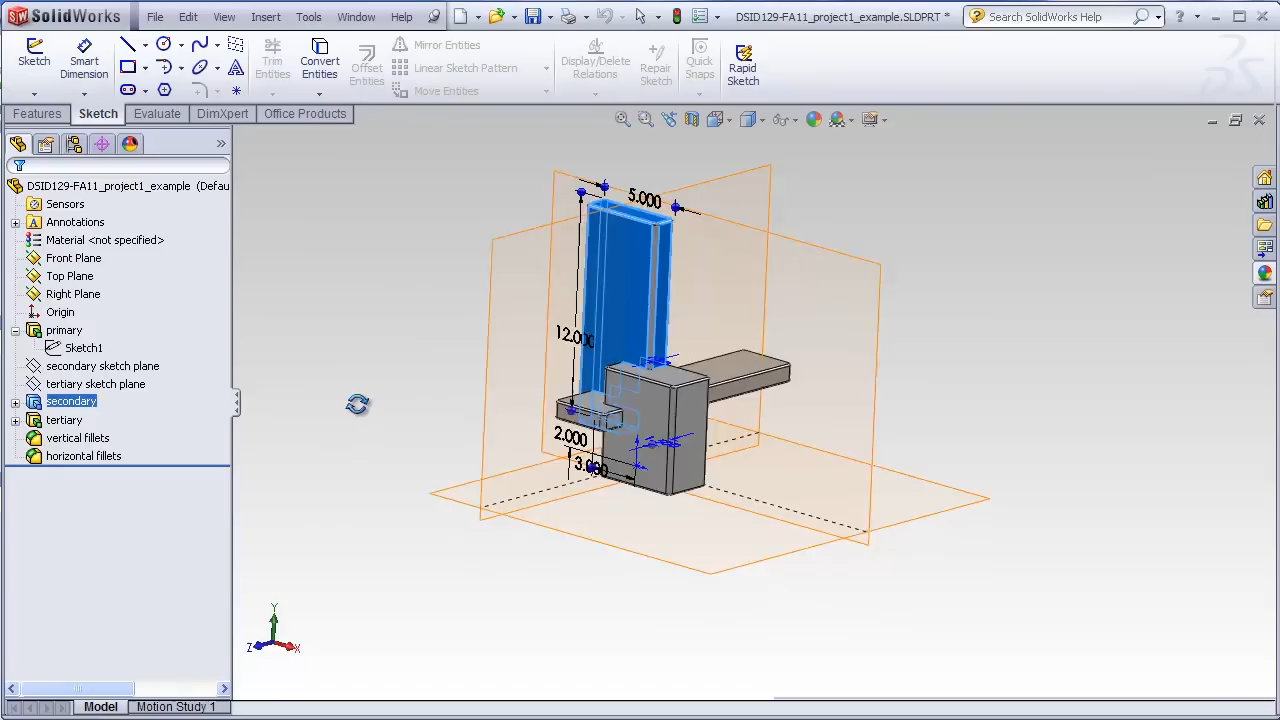 SolidWorks File Edit View Insert Tools Window Help DSID129-FA11_project1_example.SLDPRT * Search SolidWorks Help
Sketch Smart Dimension Trim Entities Convert Entities Offset Entities Mirror Entities Linear Sketch Pattern Move Entities Display/Delete Relations Repair Sketch Quick Snaps Rapid Sketch
Features Sketch Evaluate DimXpert Office Products
DSID129-FA11_project1_example (Defau
Sensors
Annotations
Material <not specified>
Front Plane
Top Plane
Right Plane
Origin
primary
Sketch1
secondary sketch plane
tertiary sketch plane
secondary
tertiary
vertical fillets
horizontal fillets
5.000
12.000
2.000
3.000
Y
Z X
Model Motion Study 1